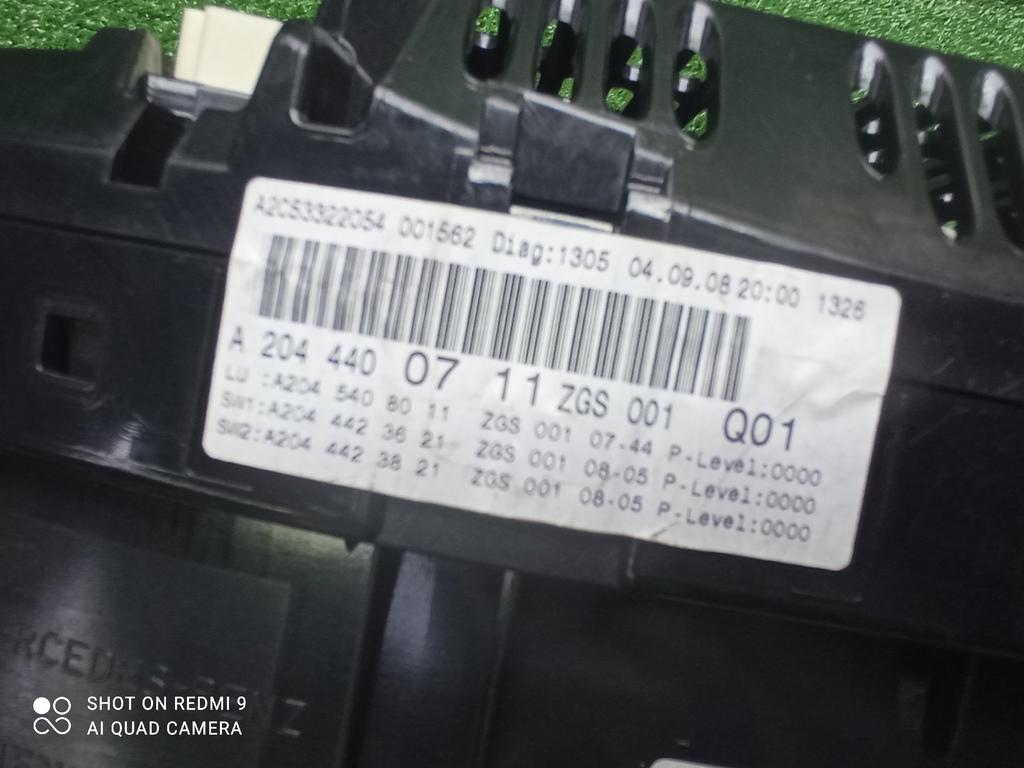 A2C53322054 001562 Diag:1305 04.09.08 20:00 1326
A 204 440 07 11 ZGS 001 Q01
LU :A204 540 80 11 ZGS 001 07-44 P-Level:0000
SW1:A204 442 36 21 ZGS 001 08-05 P-Level:0000
SW2:A204 442 38 21 ZGS 001 08-05 P-Level:0000
SHOT ON REDMI 9
AI QUAD CAMERA